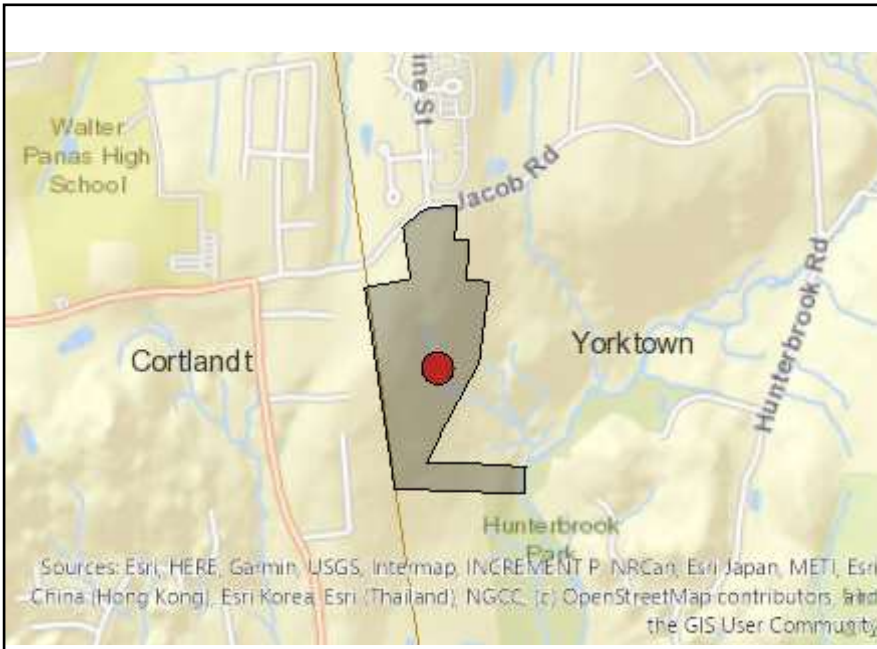 Walter
Panas High
School
ine St
Jacob Rd
Cortlandt
Yorktown
Hunterbrook Rd
Hunterbrook
Park
Sources: Esri, HERE, Garmin, USGS, Intermap, INCREMENT P, NRCan, Esri Japan, METI, Esri
China (Hong Kong), Esri Korea, Esri (Thailand), NGCC, (c) OpenStreetMap contributors, and
the GIS User Community